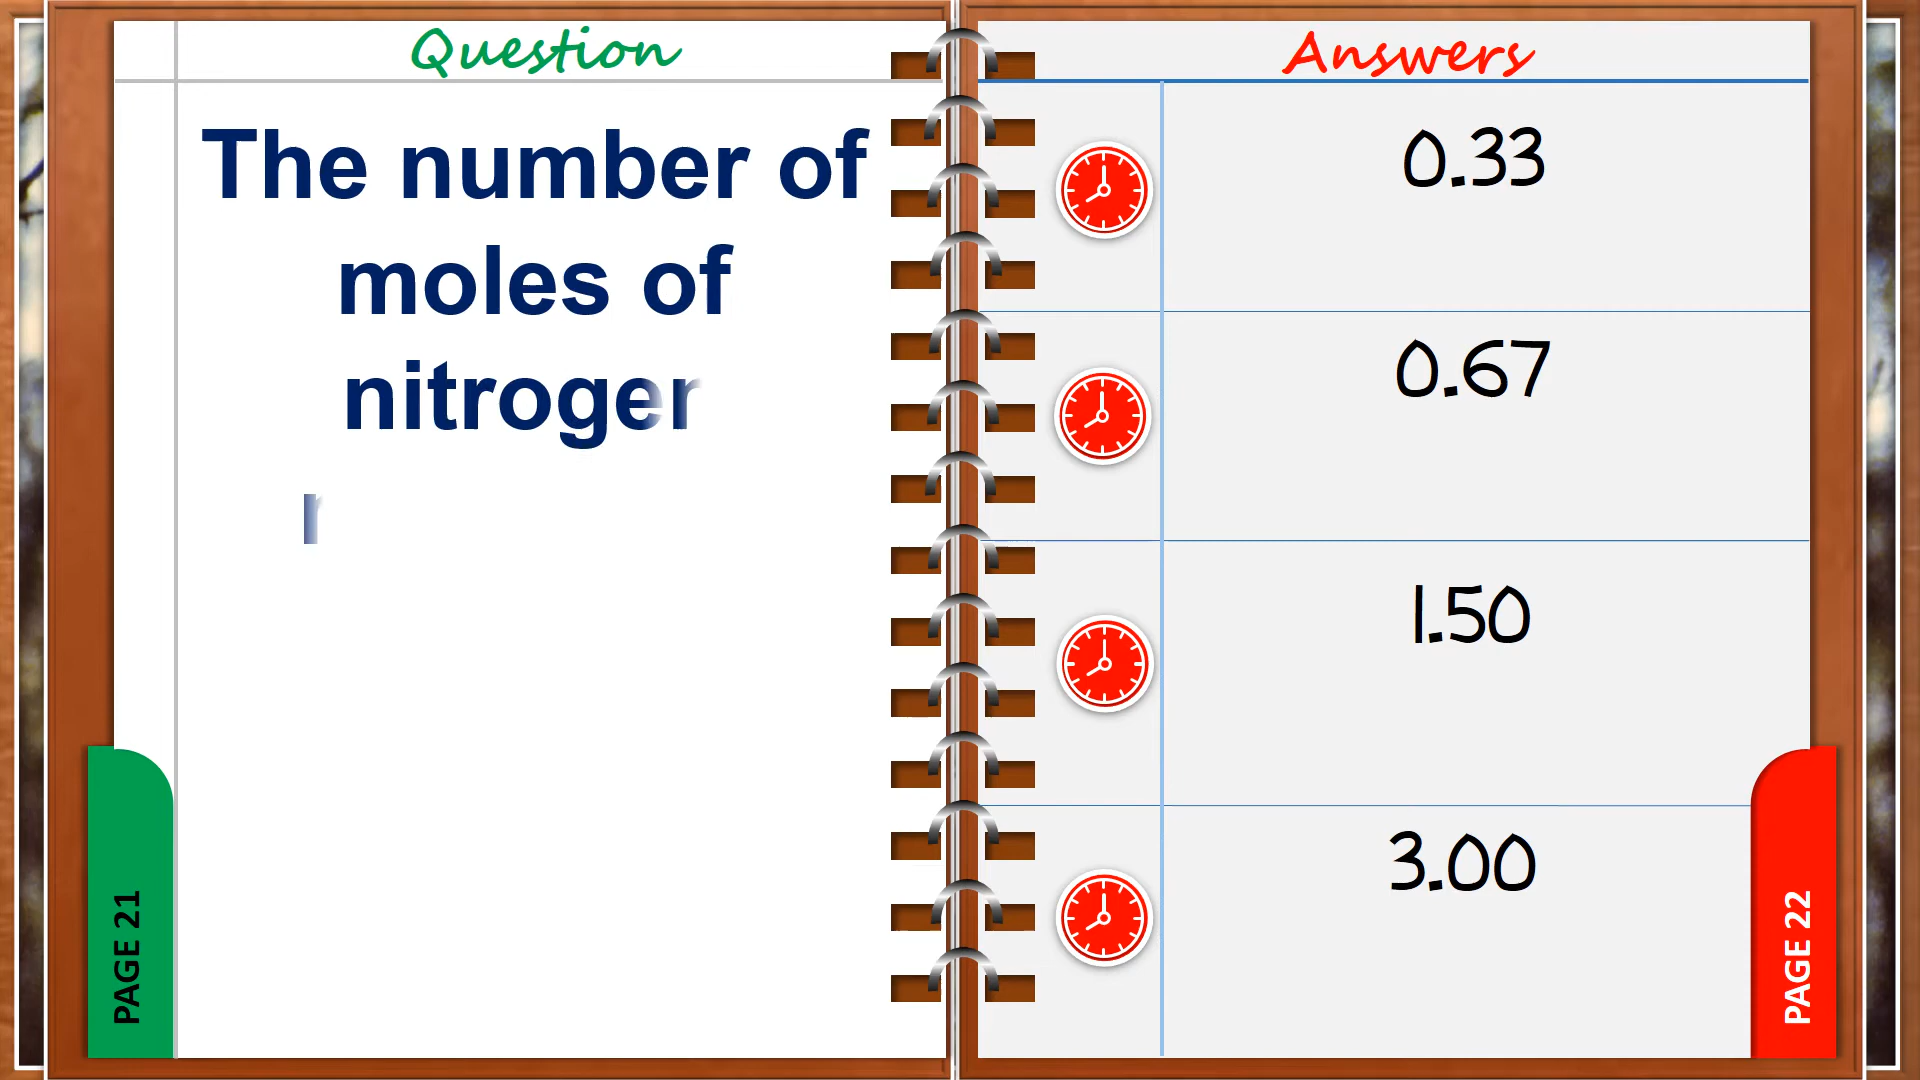 Question
The number of
moles of
nitrogen
PAGE 21
Answers
0.33
0.67
1.50
3.00
PAGE 22